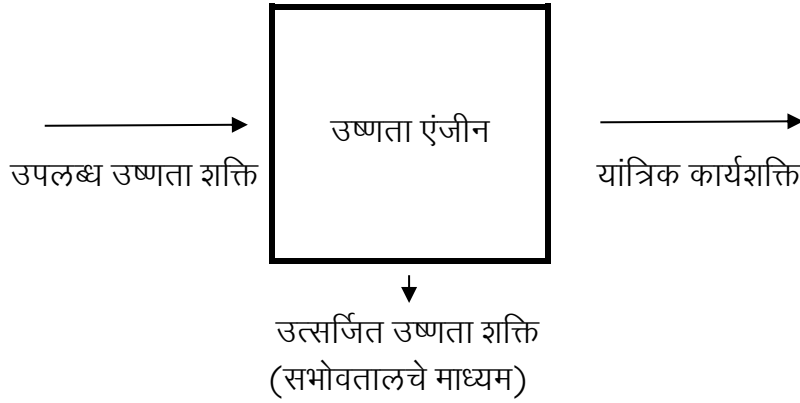 उष्णता एंजीन
उपलब्ध उष्णता शक्ति
यांत्रिक कार्यशक्ति
उत्सर्जित उष्णता शक्ति
(सभोवतालचे माध्यम)